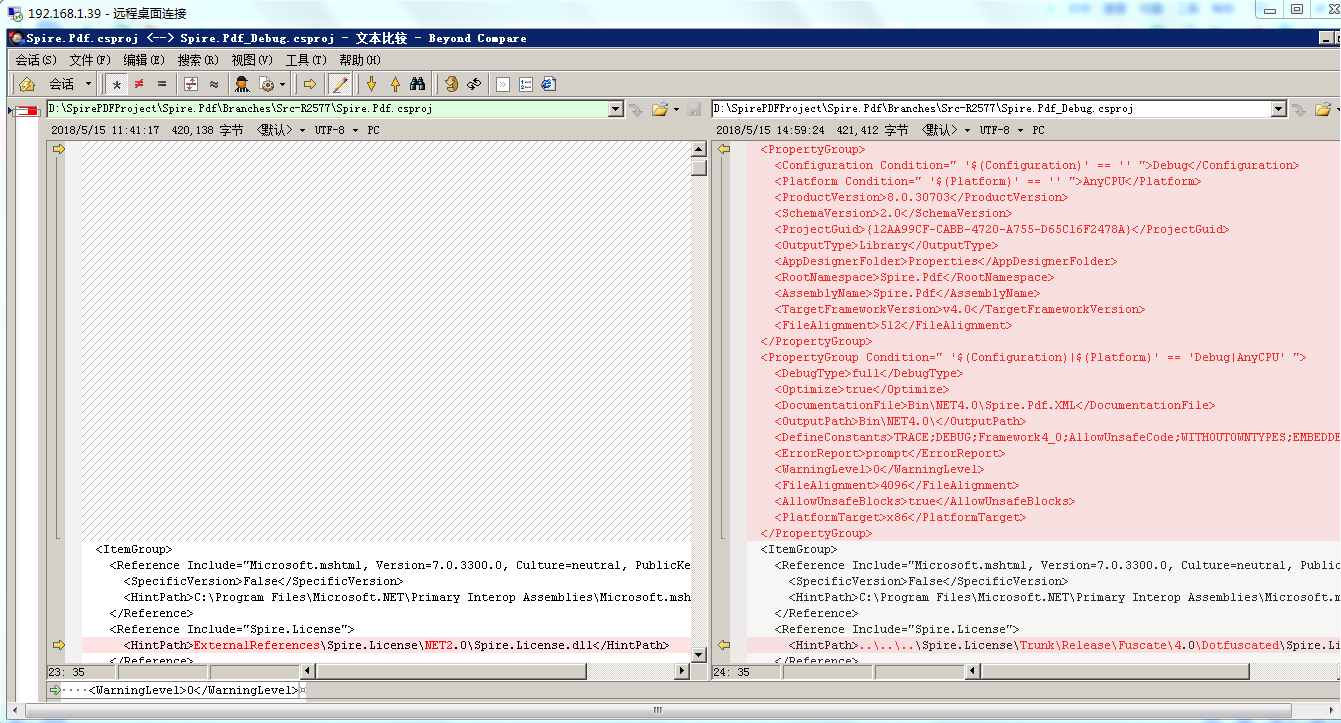 192.168.1.39 - 远程桌面连接
Spire.Pdf.csproj <--> Spire.Pdf_Debug.csproj - 文本比较 - Beyond Compare
会话(S) 文件(F) 编辑(E) 搜索(R) 视图(V) 工具(T) 帮助(H)
会话
D:\SpirePDFProject\Spire.Pdf\Branches\Src-R2577\Spire.Pdf.csproj
2018/5/15 11:41:17 420,138 字节 <默认> UTF-8 PC
<ItemGroup>
<Reference Include="Microsoft.mshtml, Version=7.0.3300.0, Culture=neutral, PublicKe
<SpecificVersion>False</SpecificVersion>
<HintPath>C:\Program Files\Microsoft.NET\Primary Interop Assemblies\Microsoft.msh
</Reference>
<Reference Include="Spire.License">
<HintPath>ExternalReferences\Spire.License\NET2.0\Spire.License.dll</HintPath>
</Reference>
23: 35
D:\SpirePDFProject\Spire.Pdf\Branches\Src-R2577\Spire.Pdf_Debug.csproj
2018/5/15 14:59:24 421,412 字节 <默认> UTF-8 PC
<PropertyGroup>
<Configuration Condition=" '$(Configuration)' == '' ">Debug</Configuration>
<Platform Condition=" '$(Platform)' == '' ">AnyCPU</Platform>
<ProductVersion>8.0.30703</ProductVersion>
<SchemaVersion>2.0</SchemaVersion>
<ProjectGuid>{12AA99CF-CABB-4720-A755-D65C16F2478A}</ProjectGuid>
<OutputType>Library</OutputType>
<AppDesignerFolder>Properties</AppDesignerFolder>
<RootNamespace>Spire.Pdf</RootNamespace>
<AssemblyName>Spire.Pdf</AssemblyName>
<TargetFrameworkVersion>v4.0</TargetFrameworkVersion>
<FileAlignment>512</FileAlignment>
</PropertyGroup>
<PropertyGroup Condition=" '$(Configuration)|$(Platform)' == 'Debug|AnyCPU' ">
<DebugType>full</DebugType>
<Optimize>true</Optimize>
<DocumentationFile>Bin\NET4.0\Spire.Pdf.XML</DocumentationFile>
<OutputPath>Bin\NET4.0\</OutputPath>
<DefineConstants>TRACE;DEBUG;Framework4_0;AllowUnsafeCode;WITHOUTOWNTYPES;EMBEDDE
<ErrorReport>prompt</ErrorReport>
<WarningLevel>0</WarningLevel>
<FileAlignment>4096</FileAlignment>
<AllowUnsafeBlocks>true</AllowUnsafeBlocks>
<PlatformTarget>x86</PlatformTarget>
</PropertyGroup>
<ItemGroup>
<Reference Include="Microsoft.mshtml, Version=7.0.3300.0, Culture=neutral, PublicKe
<SpecificVersion>False</SpecificVersion>
<HintPath>C:\Program Files\Microsoft.NET\Primary Interop Assemblies\Microsoft.m
</Reference>
<Reference Include="Spire.License">
<HintPath>..\..\..\Spire.License\Trunk\Release\Fuscate\4.0\Dotfuscated\Spire.Li
</Reference>
24: 35
····<WarningLevel>0</WarningLevel>¤